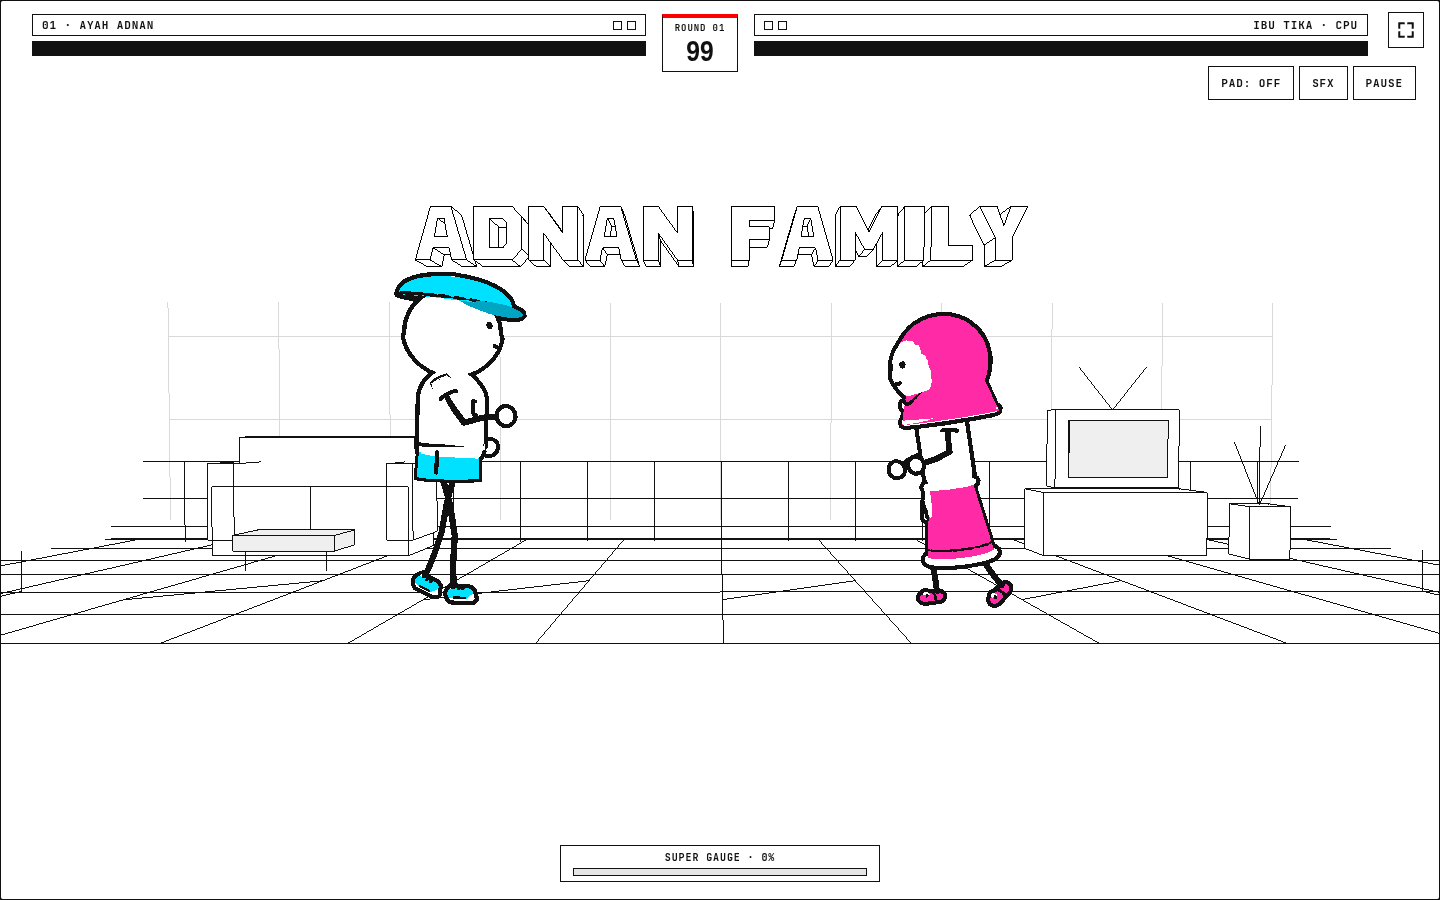 01 · AYAH ADNAN
ROUND 01
99
IBU TIKA · CPU
PAD: OFF
SFX
PAUSE
ADNAN FAMILY
SUPER GAUGE · 0%